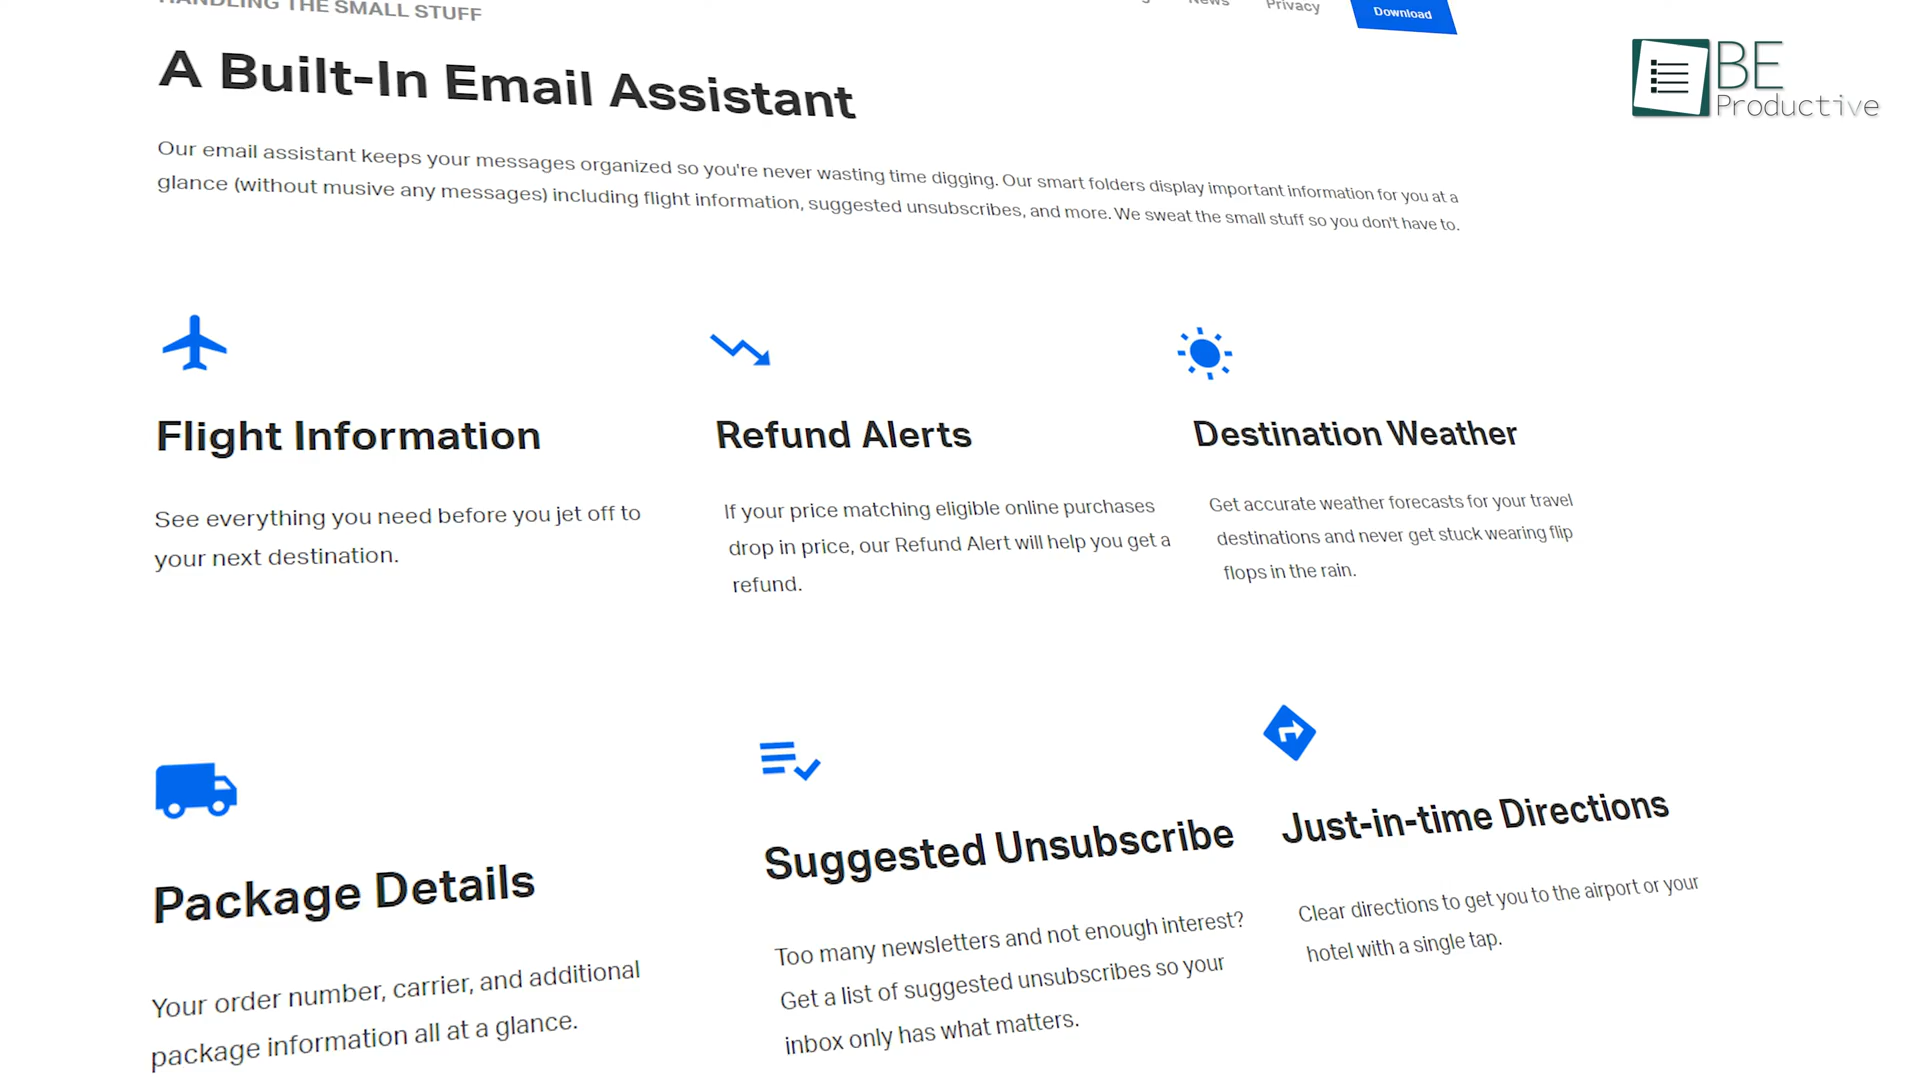 HANDLING THE SMALL STUFF
News
Privacy
Download
BE
Productive
A Built-In Email Assistant
Our email assistant keeps your messages organized so you're never wasting time digging. Our smart folders display important information for you at a
glance (without musive any messages) including flight information, suggested unsubscribes, and more. We sweat the small stuff so you don't have to.
Flight Information
See everything you need before you jet off to
your next destination.
Refund Alerts
If your price matching eligible online purchases
drop in price, our Refund Alert will help you get a
refund.
Destination Weather
Get accurate weather forecasts for your travel
destinations and never get stuck wearing flip
flops in the rain.
Package Details
Your order number, carrier, and additional
package information all at a glance.
Suggested Unsubscribe
Too many newsletters and not enough interest?
Get a list of suggested unsubscribes so your
inbox only has what matters.
Just-in-time Directions
Clear directions to get you to the airport or your
hotel with a single tap.